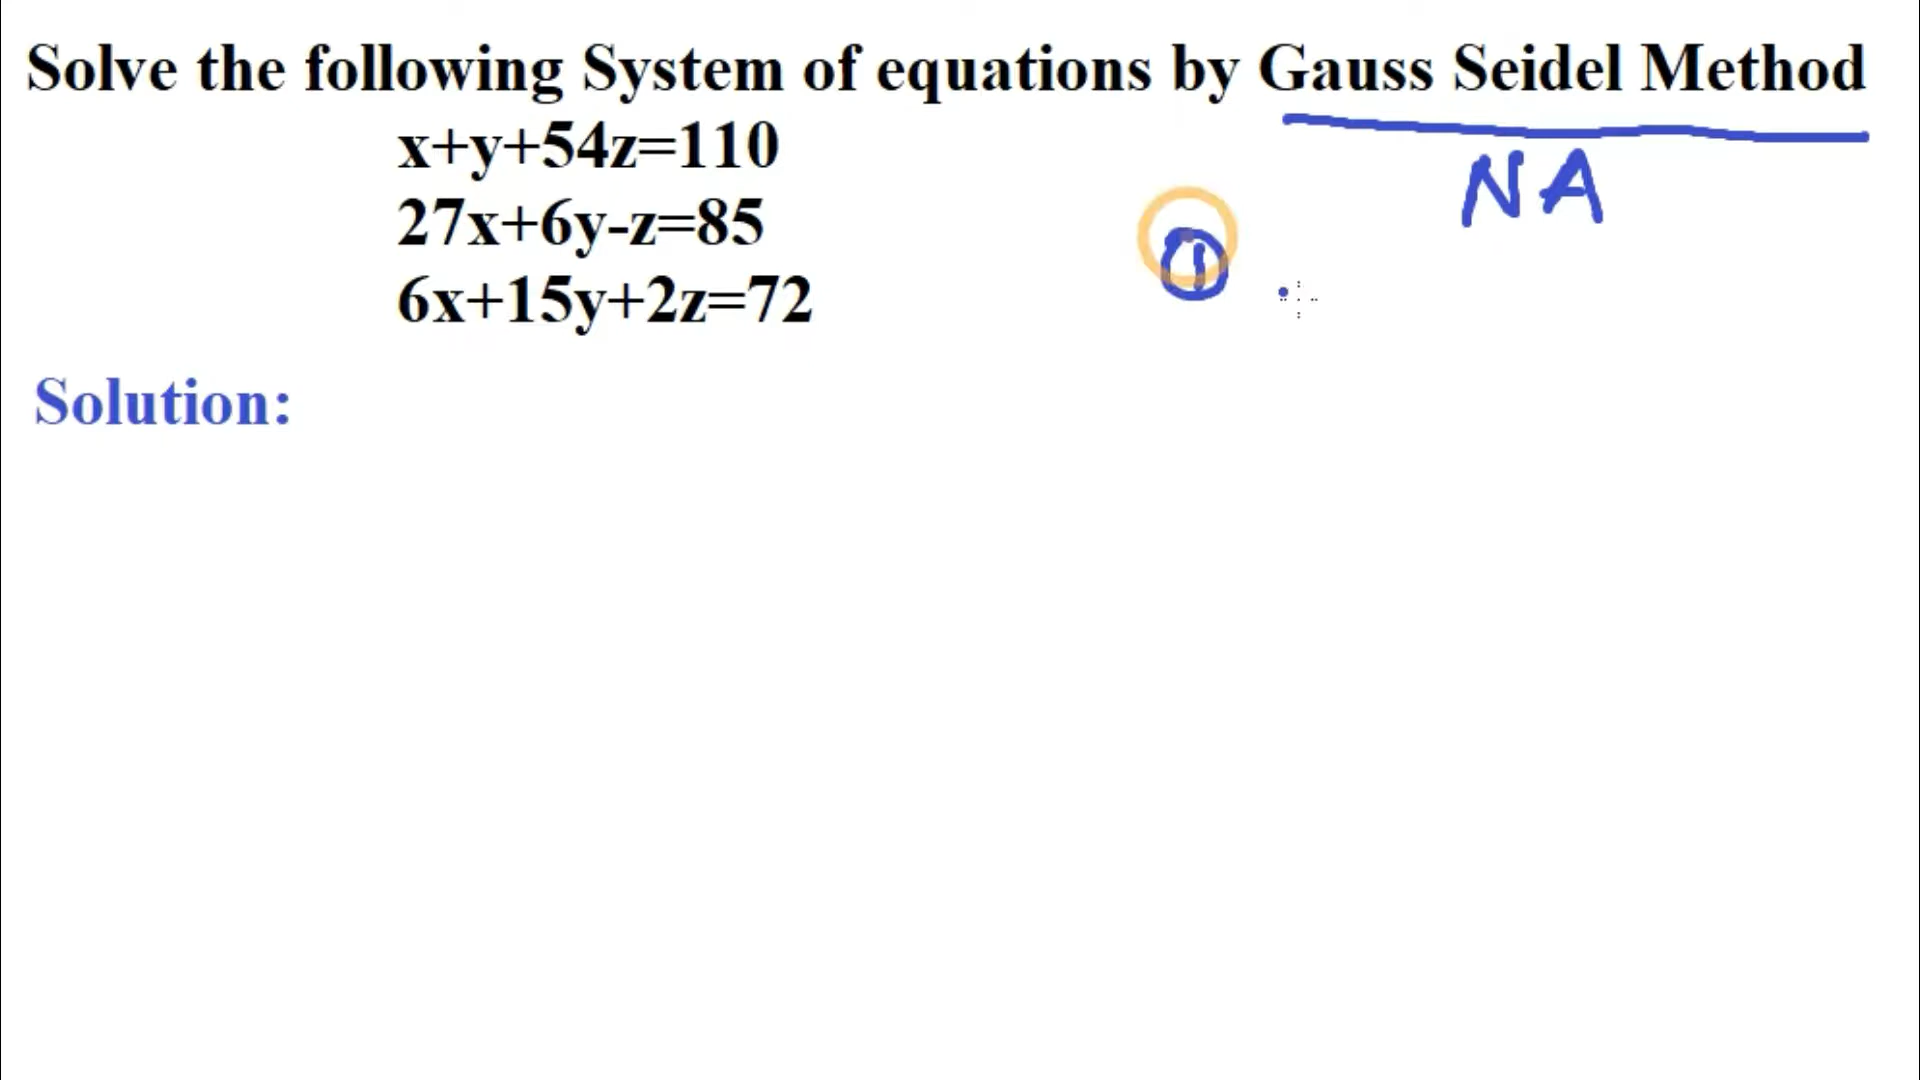 Solve the following System of equations by Gauss Seidel Method
x+y+54z=110
NA
27x+6y-z=85
1
6x+15y+2z=72
Solution: